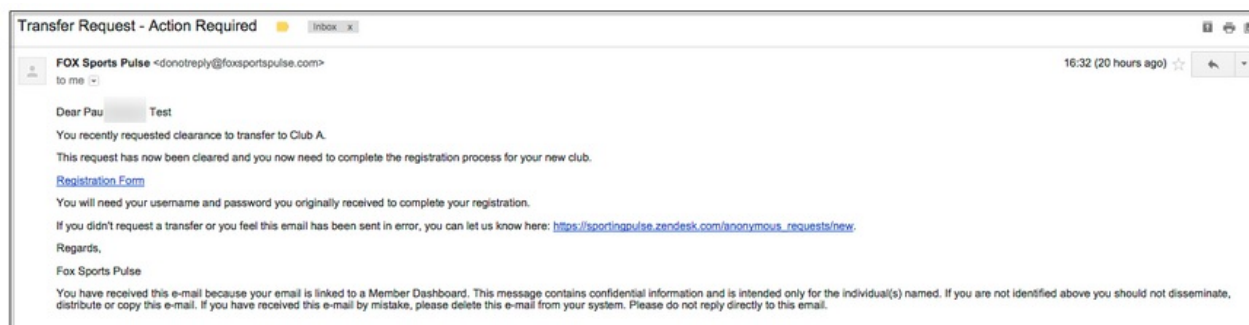 Transfer Request - Action Required
Inbox x
FOX Sports Pulse <donotreply@foxsportspulse.com>
16:32 (20 hours ago)
to me
Dear Pau Test
You recently requested clearance to transfer to Club A.
This request has now been cleared and you now need to complete the registration process for your new club.
Registration Form
You will need your username and password you originally received to complete your registration.
If you didn't request a transfer or you feel this email has been sent in error, you can let us know here: https://sportingpulse.zendesk.com/anonymous_requests/new.
Regards,
Fox Sports Pulse
You have received this e-mail because your email is linked to a Member Dashboard. This message contains confidential information and is intended only for the individual(s) named. If you are not identified above you should not disseminate,
distribute or copy this e-mail. If you have received this e-mail by mistake, please delete this e-mail from your system. Please do not reply directly to this email.